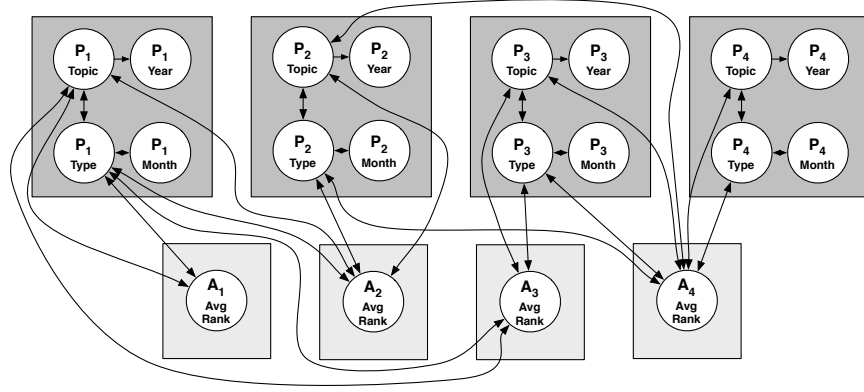 P1 Topic
P1 Year
P2 Topic
P2 Year
P3 Topic
P3 Year
P4 Topic
P4 Year
P1 Type
P1 Month
P2 Type
P2 Month
P3 Type
P3 Month
P4 Type
P4 Month
A1 Avg Rank
A2 Avg Rank
A3 Avg Rank
A4 Avg Rank